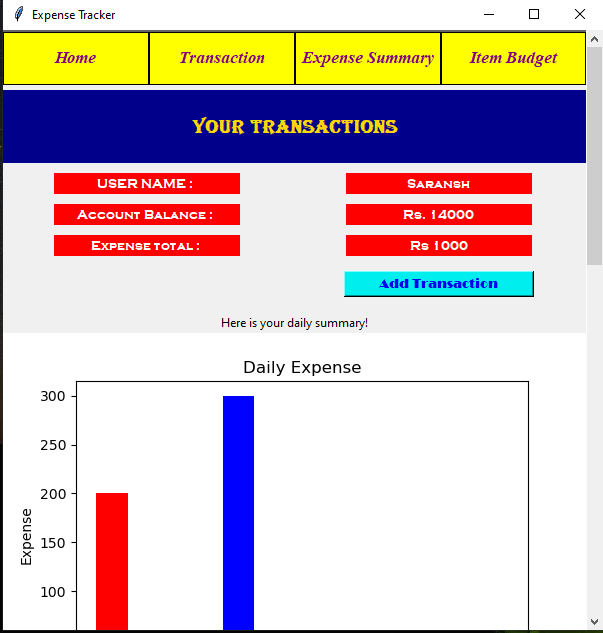 Expense Tracker
Home Transaction Expense Summary Item Budget
Your transactions
USER NAME : Saransh
Account Balance : Rs. 14000
Expense total : Rs 1000
Add Transaction
Here is your daily summary!
Daily Expense
300
250
200
150
100
Expense